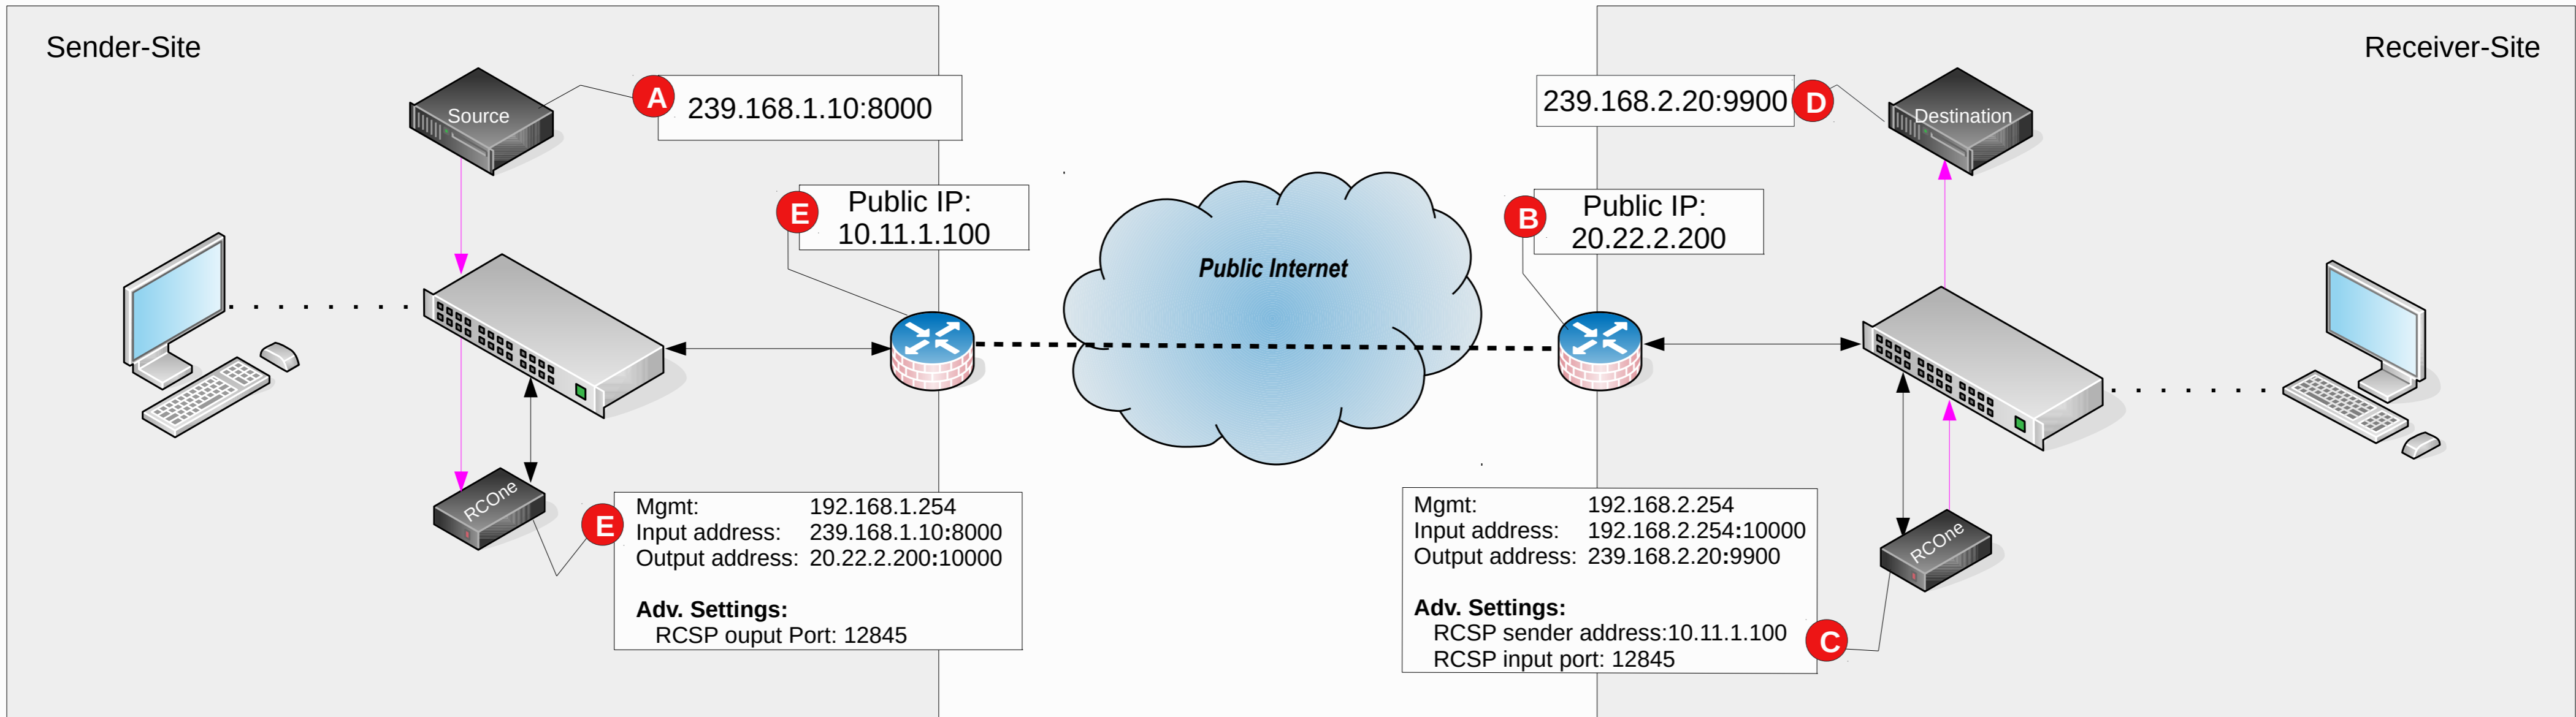 Sender-Site
Receiver-Site
Source
A
239.168.1.10:8000
239.168.2.20:9900
D
Destination
E
Public IP:
10.11.1.100
B
Public IP:
20.22.2.200
Public Internet
RCOne
E
Mgmt: 192.168.1.254
Input address: 239.168.1.10:8000
Output address: 20.22.2.200:10000
Adv. Settings:
RCSP ouput Port: 12845
Mgmt: 192.168.2.254
Input address: 192.168.2.254:10000
Output address: 239.168.2.20:9900
Adv. Settings:
RCSP sender address:10.11.1.100
RCSP input port: 12845
C
RCOne